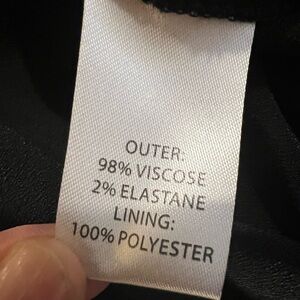 OUTER:
98% VISCOSE
2% ELASTANE
LINING:
100% POLYESTER